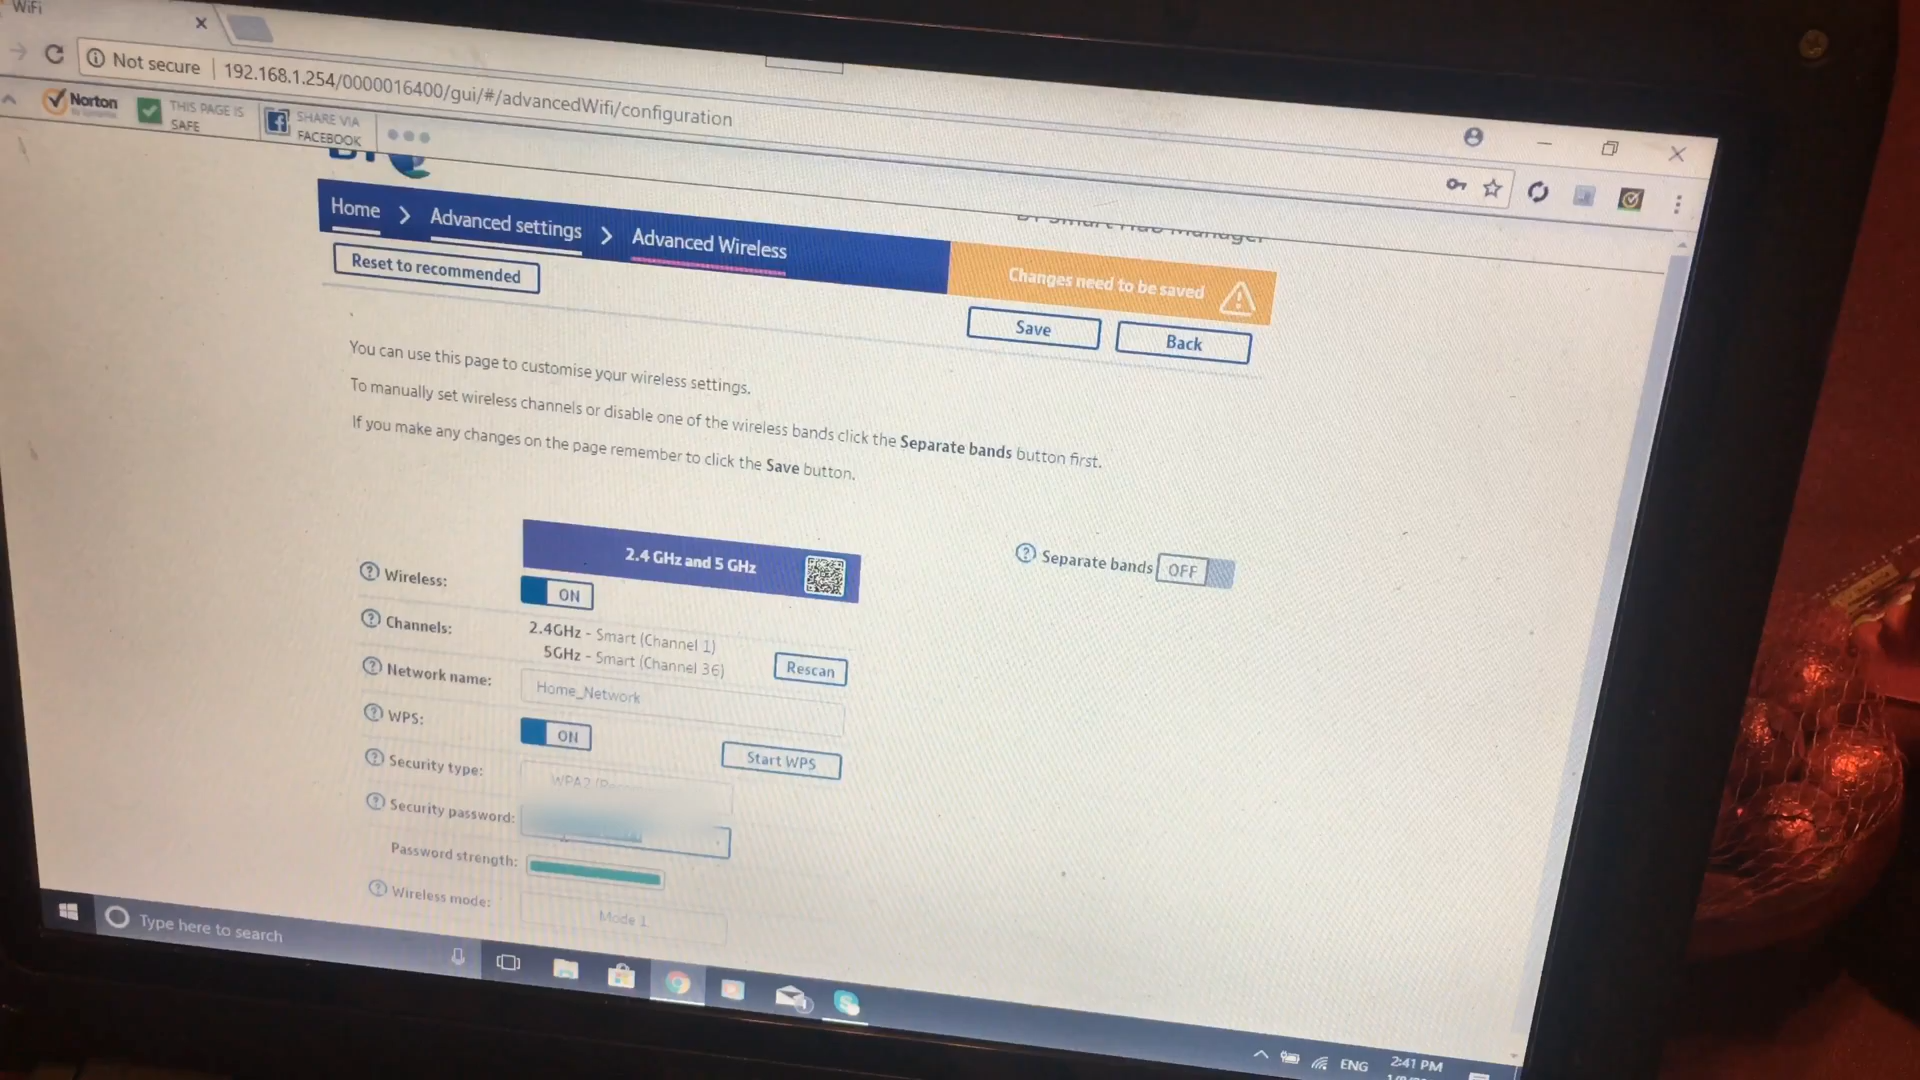 WiFi
Not secure | 192.168.1.254/0000016400/gui/#/advancedWifi/configuration
Norton
THIS PAGE IS
SAFE
SHARE VIA
FACEBOOK
BT
BT Smart Hub Manager
Home > Advanced settings > Advanced Wireless
Changes need to be saved
Reset to recommended
Save
Back
You can use this page to customise your wireless settings.
To manually set wireless channels or disable one of the wireless bands click the Separate bands button first.
If you make any changes on the page remember to click the Save button.
2.4 GHz and 5 GHz
Separate bands OFF
Wireless: ON
Channels: 2.4GHz - Smart (Channel 1)
5GHz - Smart (Channel 36)
Rescan
Network name: Home_Network
WPS: ON
Start WPS
Security type: WPA2
Security password:
Password strength:
Wireless mode: Mode 1
Type here to search
ENG
2:41 PM